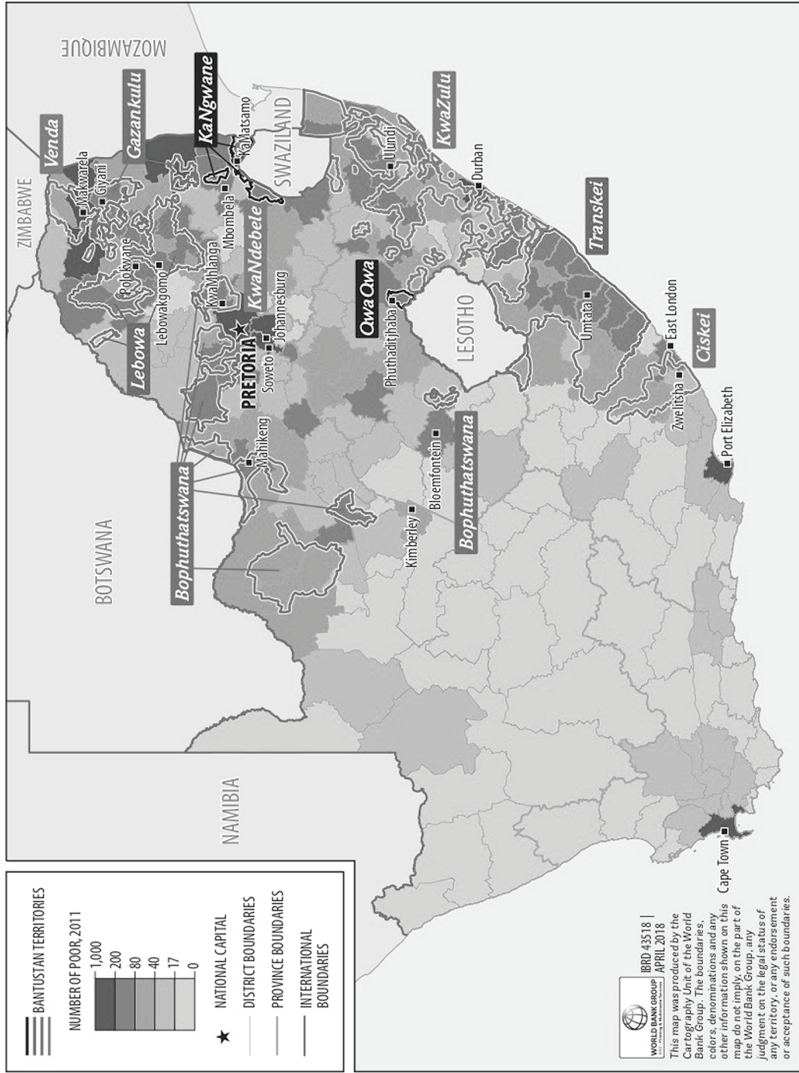 BANTUSTAN TERRITORIES
NUMBER OF POOR, 2011
1,000
200
80
40
17
0
NATIONAL CAPITAL
DISTRICT BOUNDARIES
PROVINCE BOUNDARIES
INTERNATIONAL
BOUNDARIES
NAMIBIA
BOTSWANA
ZIMBABWE
MOZAMBIQUE
SWAZILAND
LESOTHO
Venda
Gazankulu
KaNgwane
Lebowa
KwaNdebele
Bophuthatswana
QwaQwa
KwaZulu
Bophuthatswana
Transkei
Ciskei
Makwarela
Giyani
Polokwane
Lebowakgomo
KwaMhlanga
Mbombela
KaMatsamo
PRETORIA
Johannesburg
Soweto
Mahikeng
Phuthaditjhaba
Ulundi
Durban
Kimberley
Bloemfontein
Umtata
East London
Zwelitsha
Port Elizabeth
Cape Town
WORLD BANK GROUP
IBRD 43518 |
APRIL 2018
This map was produced by the
Cartography Unit of the World
Bank Group. The boundaries,
colors, denominations and any
other information shown on this
map do not imply, on the part of
the World Bank Group, any
judgment on the legal status of
any territory, or any endorsement
or acceptance of such boundaries.